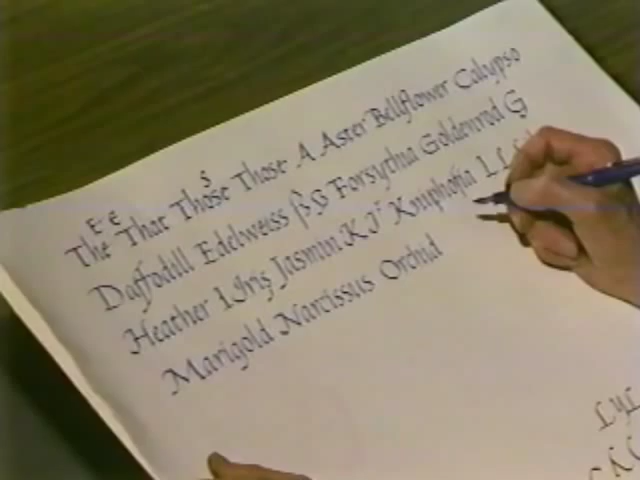 E e S
The That Those Those A Aster Bellflower Calypso
Daffodill Edelweiss ß G Forsythia Goldenrod G
Heather I Iris Jasmin K J Kniphofia L L L
Marigold Narcissus Orchid
L y L